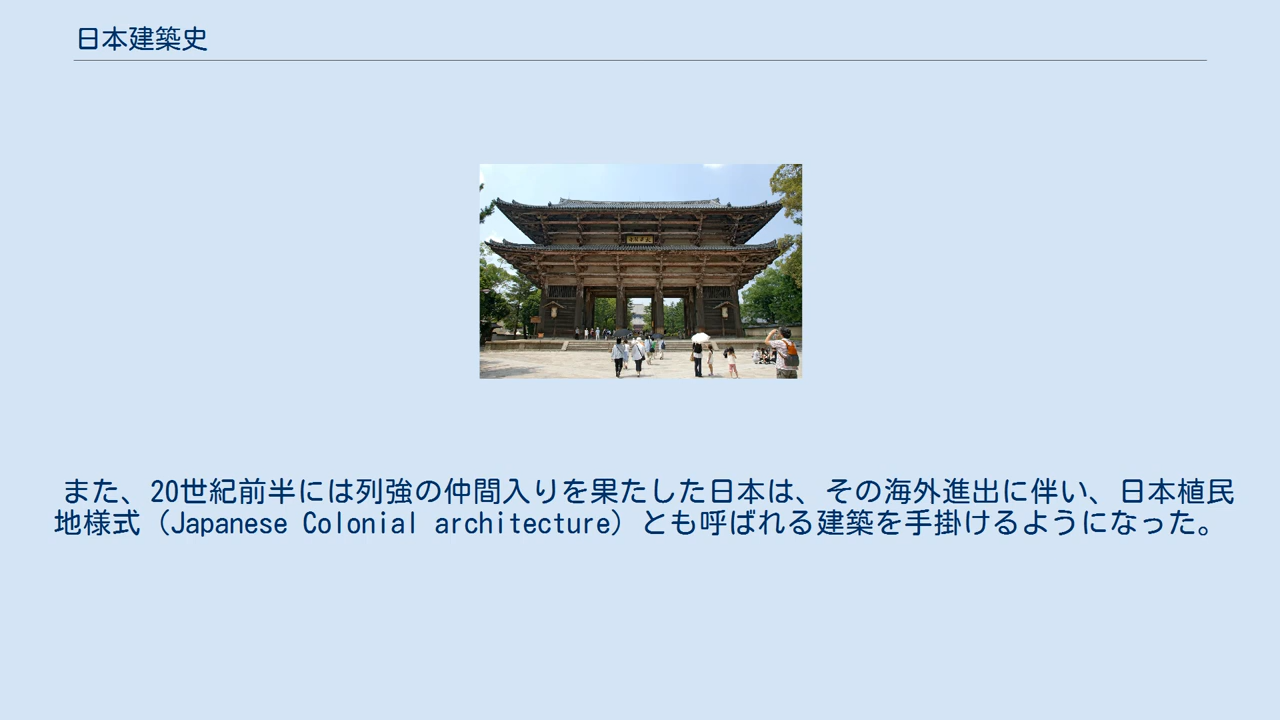 日本建築史
また、20世紀前半には列強の仲間入りを果たした日本は、その海外進出に伴い、日本植民
地様式（Japanese Colonial architecture）とも呼ばれる建築を手掛けるようになった。